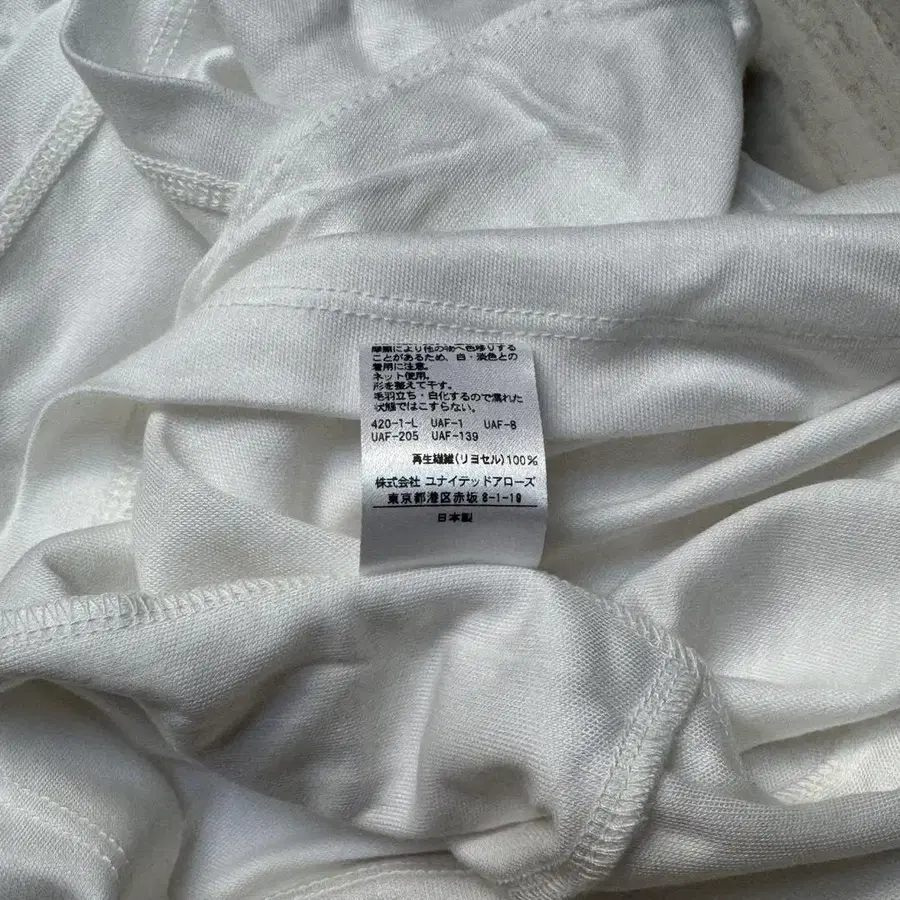 摩擦により他の物へ色移りする
ことがあるため、白・淡色との
着用に注意。
ネット使用。
形を整えて干す。
毛羽立ち・白化するので濡れた
状態ではこすらない。
420-1-L UAF-1 UAF-8
UAF-205 UAF-139
再生繊維(リヨセル)100%
株式会社 ユナイテッドアローズ
東京都港区赤坂8-1-19
日本製